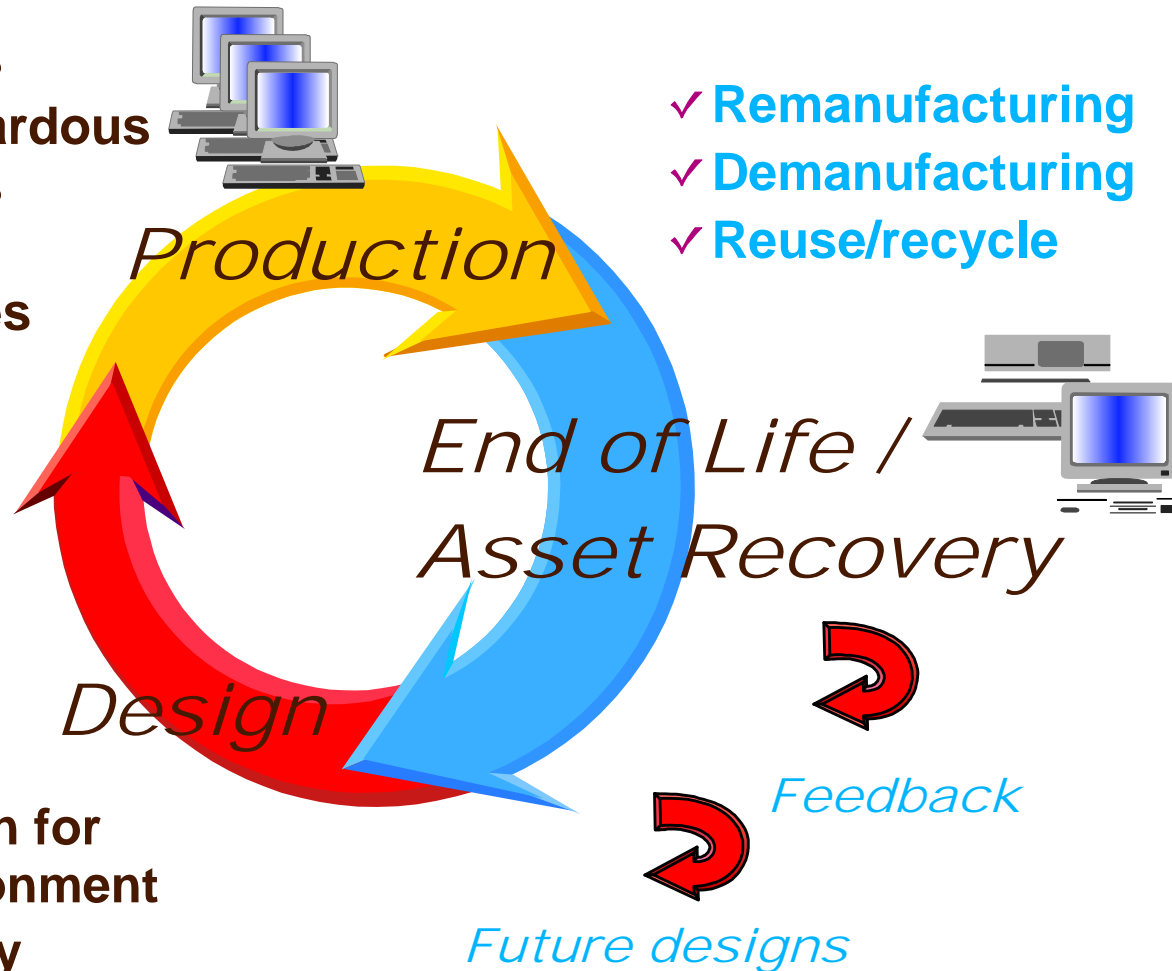 ardous
✓ Remanufacturing
✓ Demanufacturing
✓ Reuse/recycle
Production
es
End of Life /
Asset Recovery
Design
Feedback
n for
onment
y
Future designs